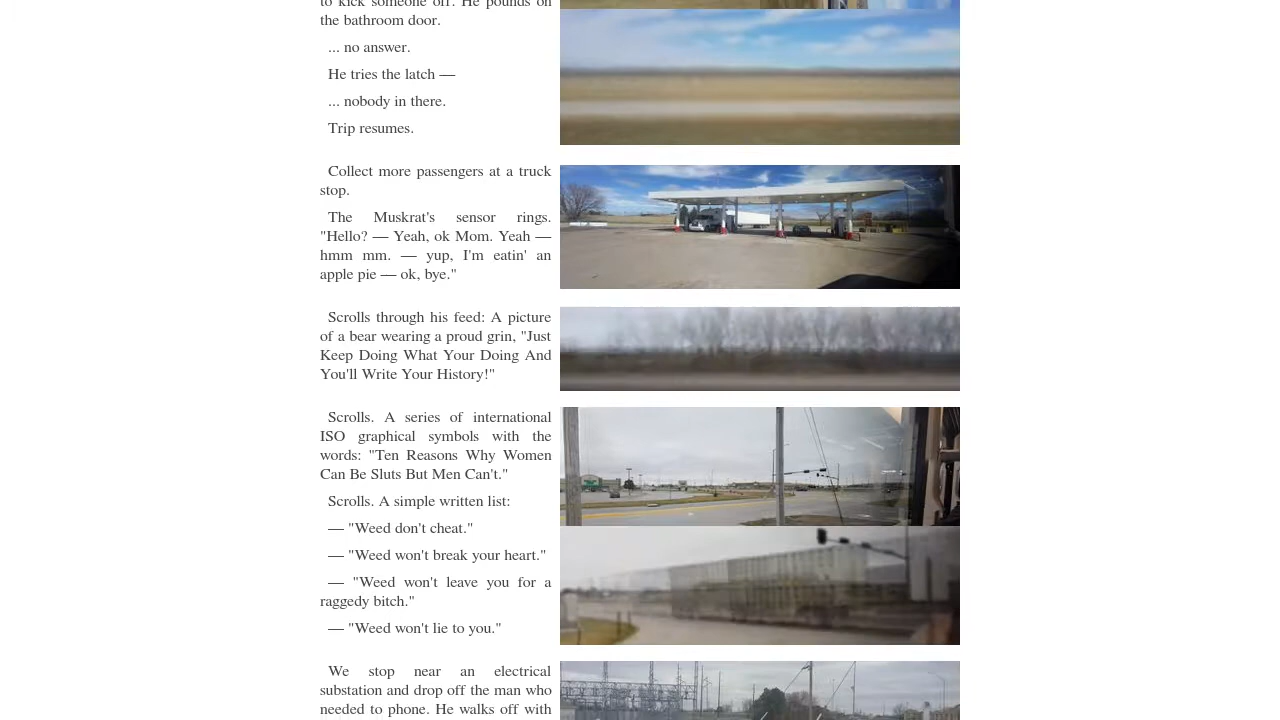 to kick someone off. He pounds on
the bathroom door.
... no answer.
He tries the latch —
... nobody in there.
Trip resumes.
Collect more passengers at a truck
stop.
The Muskrat's sensor rings.
"Hello? — Yeah, ok Mom. Yeah —
hmm mm. — yup, I'm eatin' an
apple pie — ok, bye."
Scrolls through his feed: A picture
of a bear wearing a proud grin, "Just
Keep Doing What Your Doing And
You'll Write Your History!"
Scrolls. A series of international
ISO graphical symbols with the
words: "Ten Reasons Why Women
Can Be Sluts But Men Can't."
Scrolls. A simple written list:
— "Weed don't cheat."
— "Weed won't break your heart."
— "Weed won't leave you for a
raggedy bitch."
— "Weed won't lie to you."
We stop near an electrical
substation and drop off the man who
needed to phone. He walks off with